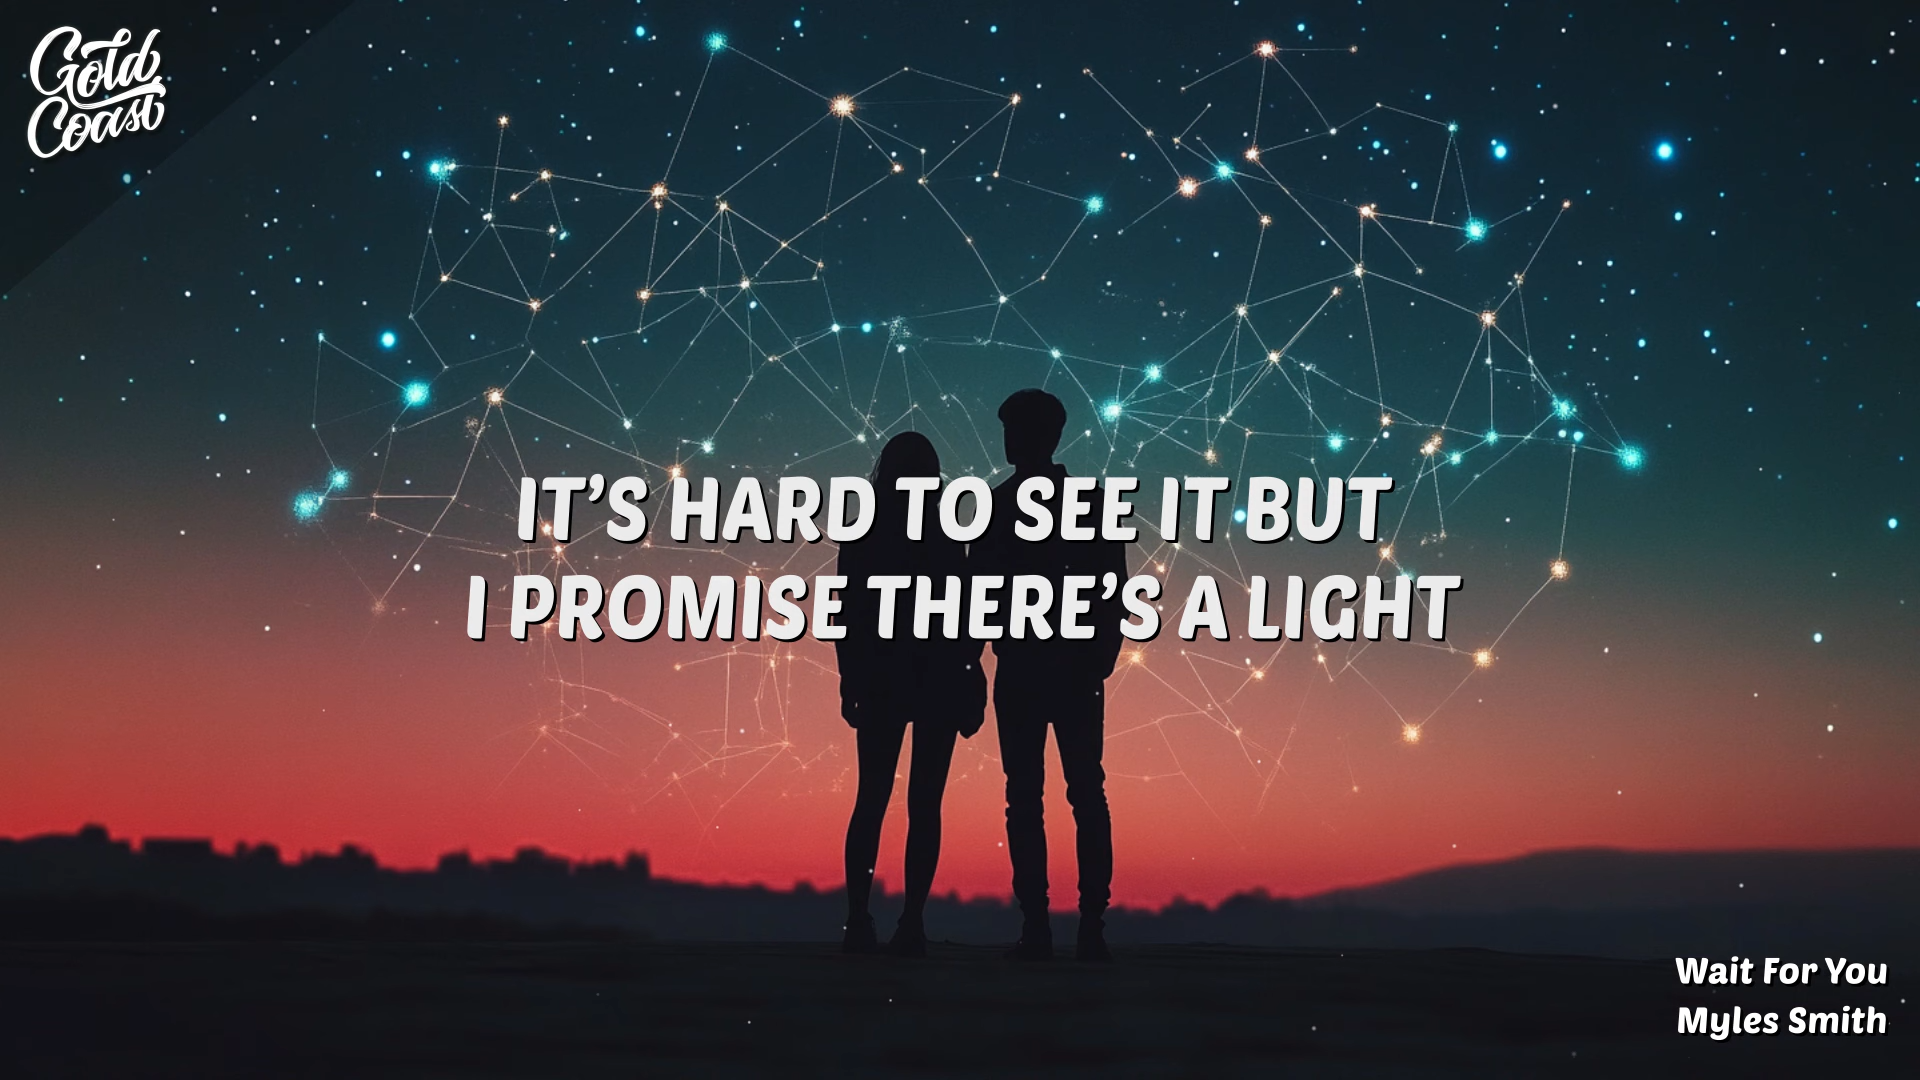 Gold
Coast
IT’S HARD TO SEE IT BUT
I PROMISE THERE’S A LIGHT
Wait For You
Myles Smith